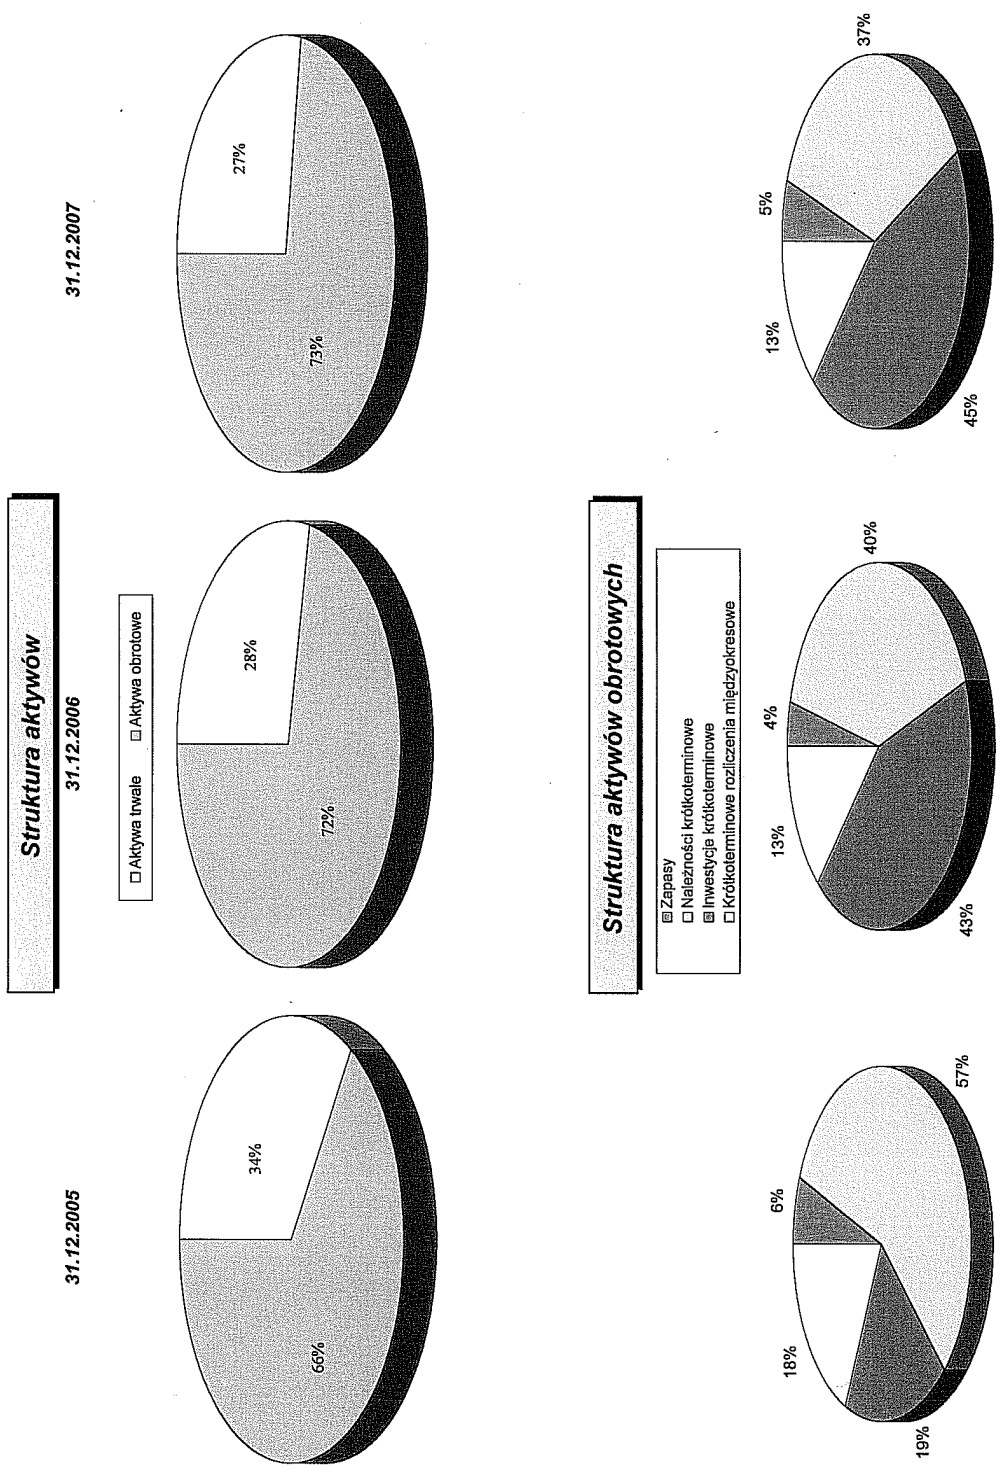 Struktura aktywów
31.12.2005
31.12.2006
31.12.2007
Aktywa trwałe
Aktywa obrotowe
34%
66%
28%
72%
27%
73%
Struktura aktywów obrotowych
Zapasy
Należności krótkoterminowe
Inwestycje krótkoterminowe
Krótkoterminowe rozliczenia międzyokresowe
18%
6%
19%
57%
13%
4%
40%
43%
13%
5%
37%
45%